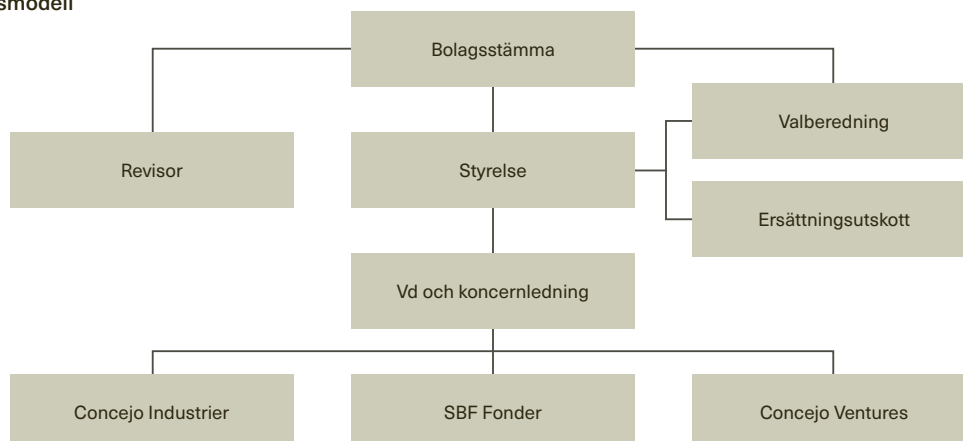 smodell
Bolagsstämma
Valberedning
Revisor
Styrelse
Ersättningsutskott
Vd och koncernledning
Concejo Industrier
SBF Fonder
Concejo Ventures